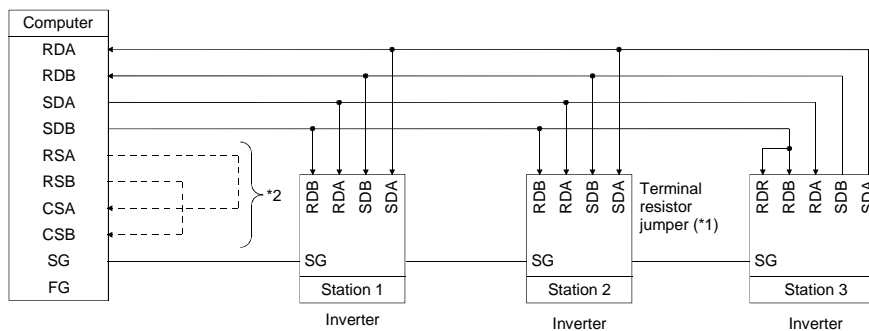 Computer
RDA
RDB
SDA
SDB
RSA
RSB
CSA
CSB
SG
FG
*2
RDB
RDA
SDB
SDA
SG
Station 1
Inverter
RDB
RDA
SDB
SDA
SG
Station 2
Inverter
Terminal
resistor
jumper (*1)
RDR
RDB
RDA
SDB
SDA
SG
Station 3
Inverter